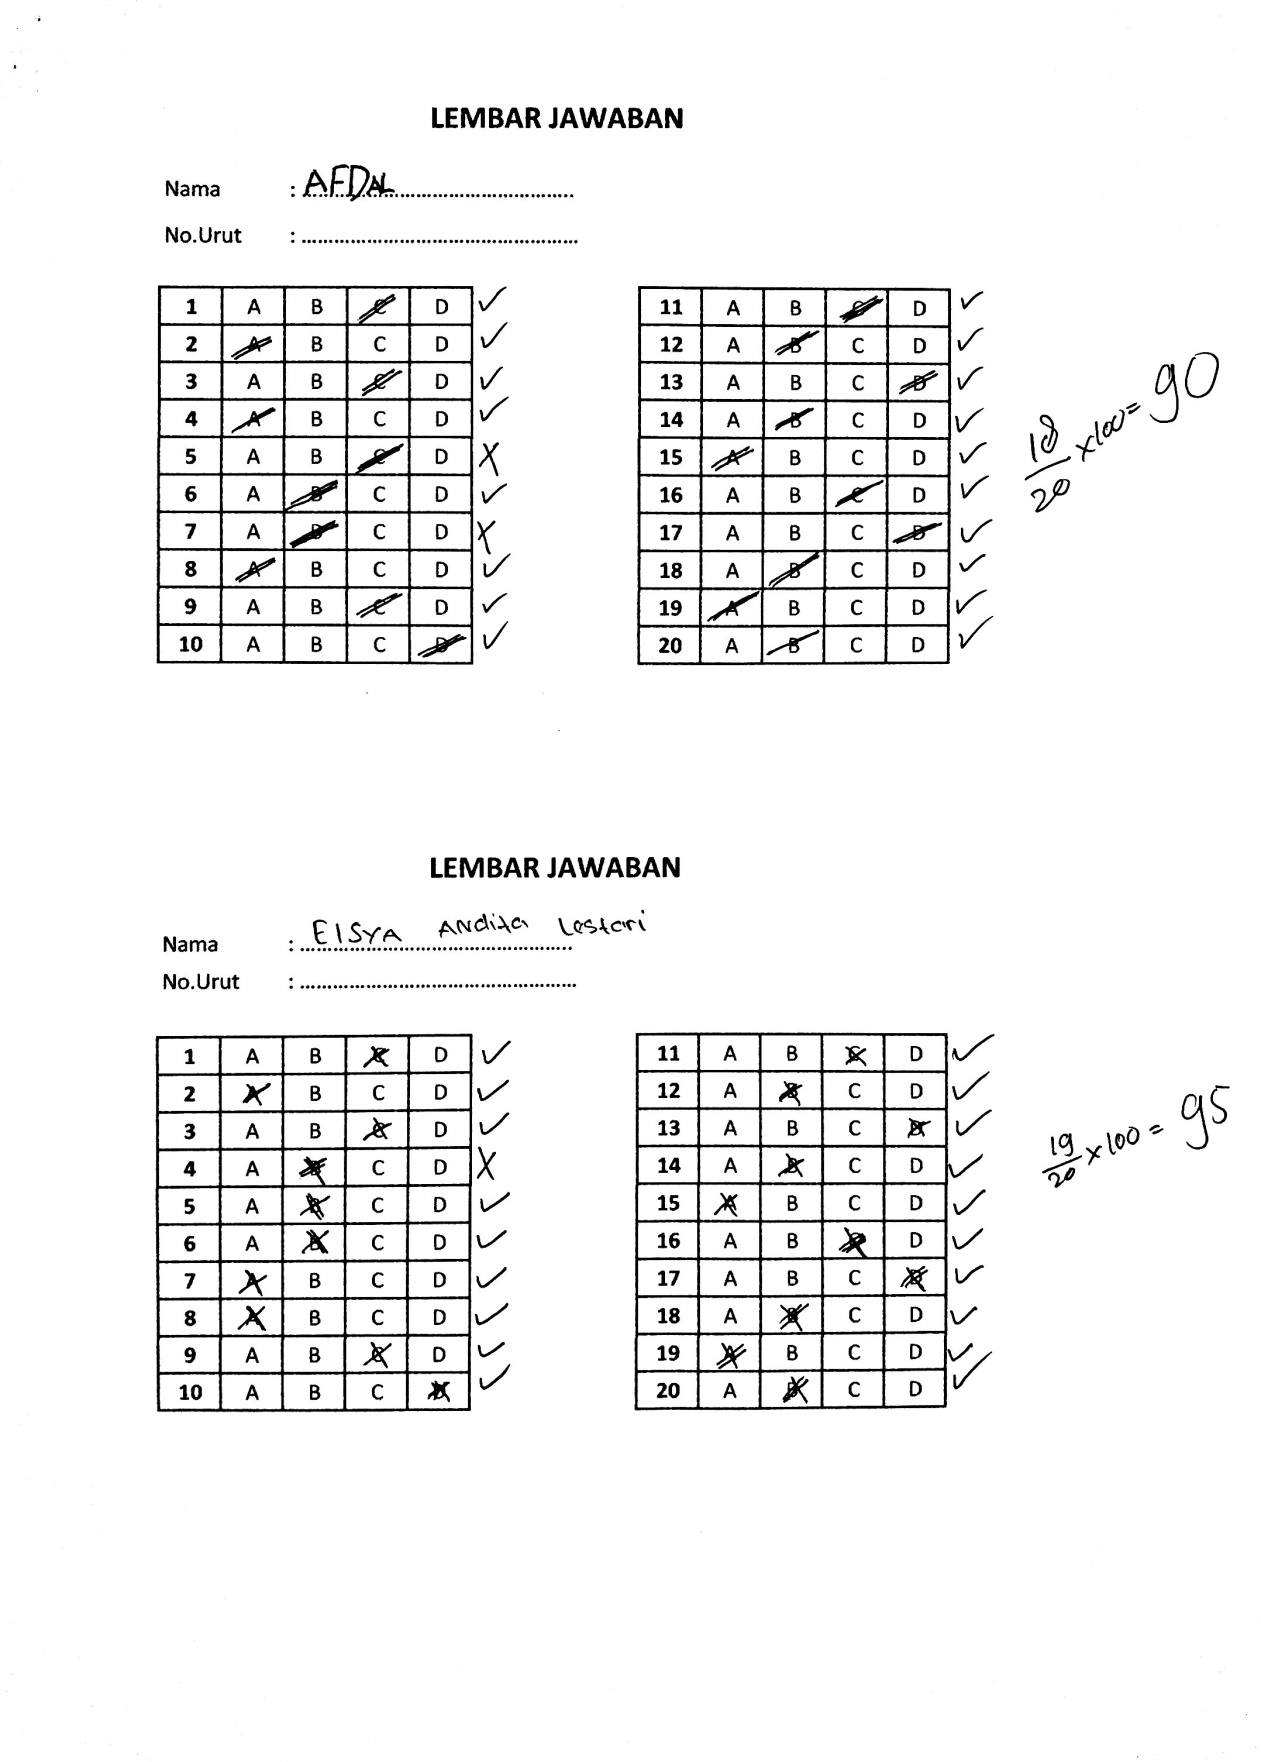 LEMBAR JAWABAN
Nama : AFDAL
No.Urut :
1 A B C D ✓
2 A B C D ✓
3 A B C D ✓
4 A B C D ✓
5 A B C D X
6 A B C D ✓
7 A B C D X
8 A B C D ✓
9 A B C D ✓
10 A B C D ✓
11 A B C D ✓
12 A B C D ✓
13 A B C D ✓
14 A B C D ✓
15 A B C D ✓
16 A B C D ✓
17 A B C D ✓
18 A B C D ✓
19 A B C D ✓
20 A B C D ✓
18/20 x 100 = 90
LEMBAR JAWABAN
Nama : EISYA Andita Lestari
No.Urut :
1 A B C D ✓
2 A B C D ✓
3 A B C D ✓
4 A B C D X
5 A B C D ✓
6 A B C D ✓
7 A B C D ✓
8 A B C D ✓
9 A B C D ✓
10 A B C D ✓
11 A B C D ✓
12 A B C D ✓
13 A B C D ✓
14 A B C D ✓
15 A B C D ✓
16 A B C D ✓
17 A B C D ✓
18 A B C D ✓
19 A B C D ✓
20 A B C D ✓
19/20 x 100 = 95